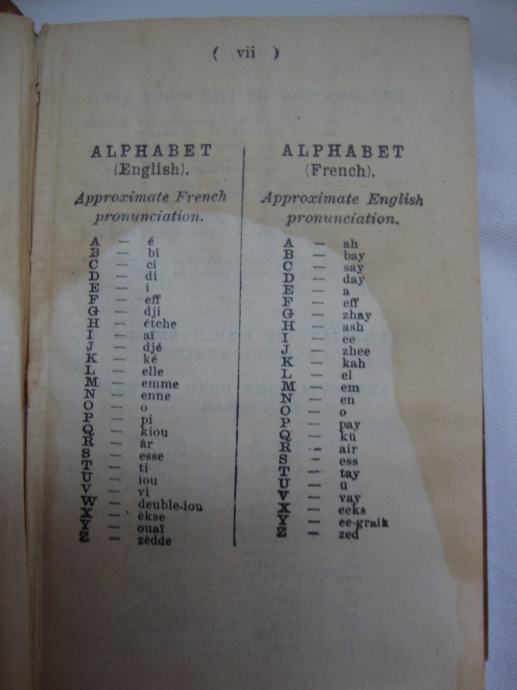 ( vii )
ALPHABET
(English).
Approximate French
pronunciation.
A — é
B — bi
C — ci
D — di
E — i
F — eff
G — dji
H — étche
I — aï
J — djé
K — ké
L — elle
M — emme
N — enne
O — o
P — pi
Q — kiou
R — âr
S — esse
T — ti
U — iou
V — vi
W — deuble-iou
X — èkse
Y — ouaï
Z — zèdde
ALPHABET
(French).
Approximate English
pronunciation.
A — ah
B — bay
C — say
D — day
E — a
F — eff
G — zhay
H — ash
I — ee
J — zhee
K — kah
L — el
M — em
N — en
O — o
P — pay
Q — kü
R — air
S — ess
T — tay
U — ü
V — vay
X — eeks
Y — ee-graik
Z — zed